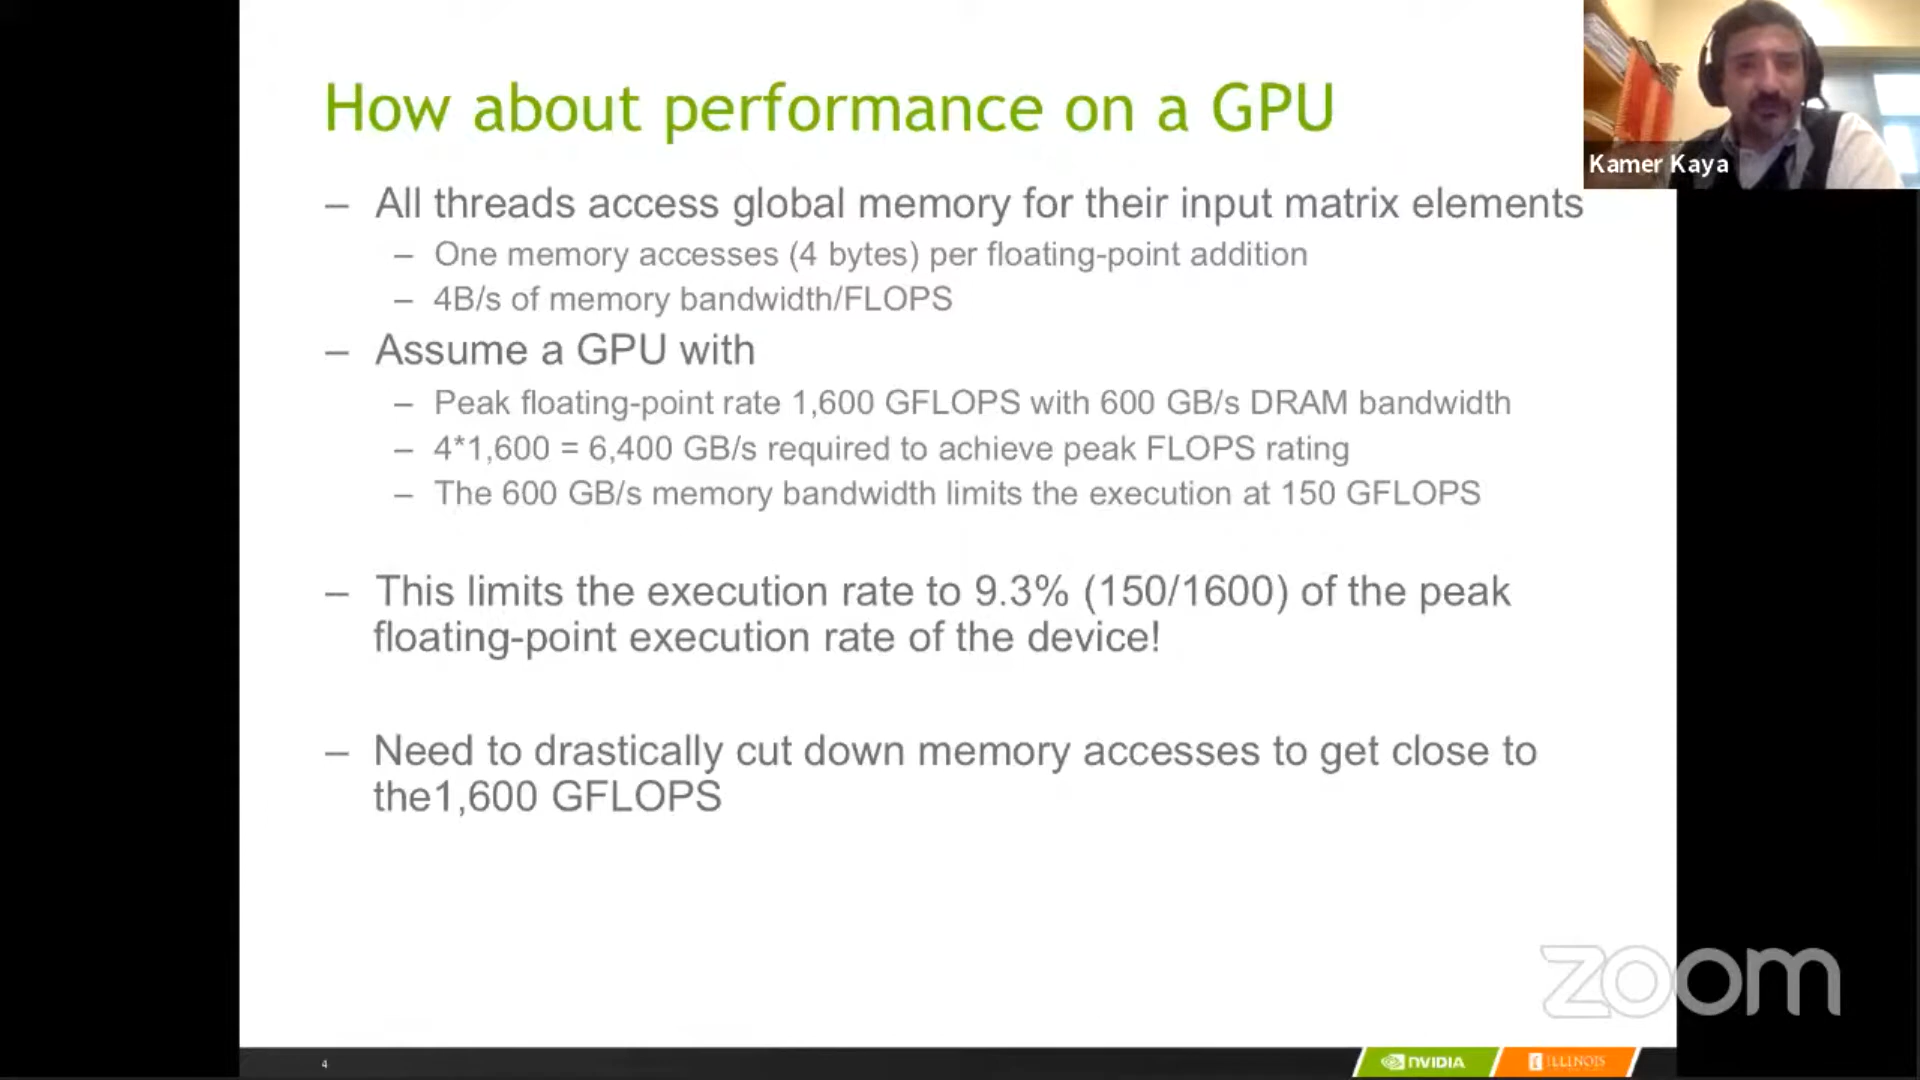 How about performance on a GPU
Kamer Kaya
– All threads access global memory for their input matrix elements
– One memory accesses (4 bytes) per floating-point addition
– 4B/s of memory bandwidth/FLOPS
– Assume a GPU with
– Peak floating-point rate 1,600 GFLOPS with 600 GB/s DRAM bandwidth
– 4*1,600 = 6,400 GB/s required to achieve peak FLOPS rating
– The 600 GB/s memory bandwidth limits the execution at 150 GFLOPS
– This limits the execution rate to 9.3% (150/1600) of the peak
floating-point execution rate of the device!
– Need to drastically cut down memory accesses to get close to
the1,600 GFLOPS
zoom
4
NVIDIA
ILLINOIS